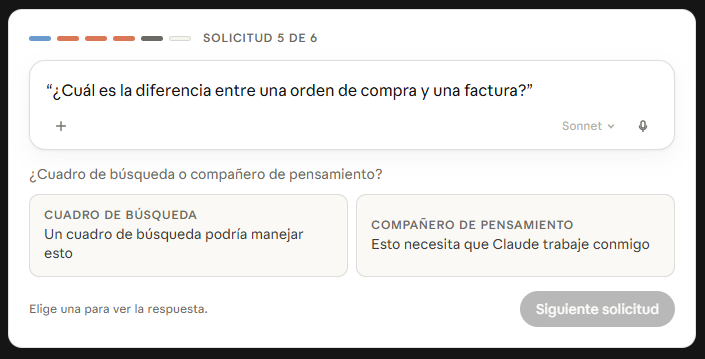 SOLICITUD 5 DE 6
“¿Cuál es la diferencia entre una orden de compra y una factura?”
Sonnet
¿Cuadro de búsqueda o compañero de pensamiento?
CUADRO DE BÚSQUEDA
Un cuadro de búsqueda podría manejar
esto
COMPAÑERO DE PENSAMIENTO
Esto necesita que Claude trabaje conmigo
Elige una para ver la respuesta.
Siguiente solicitud